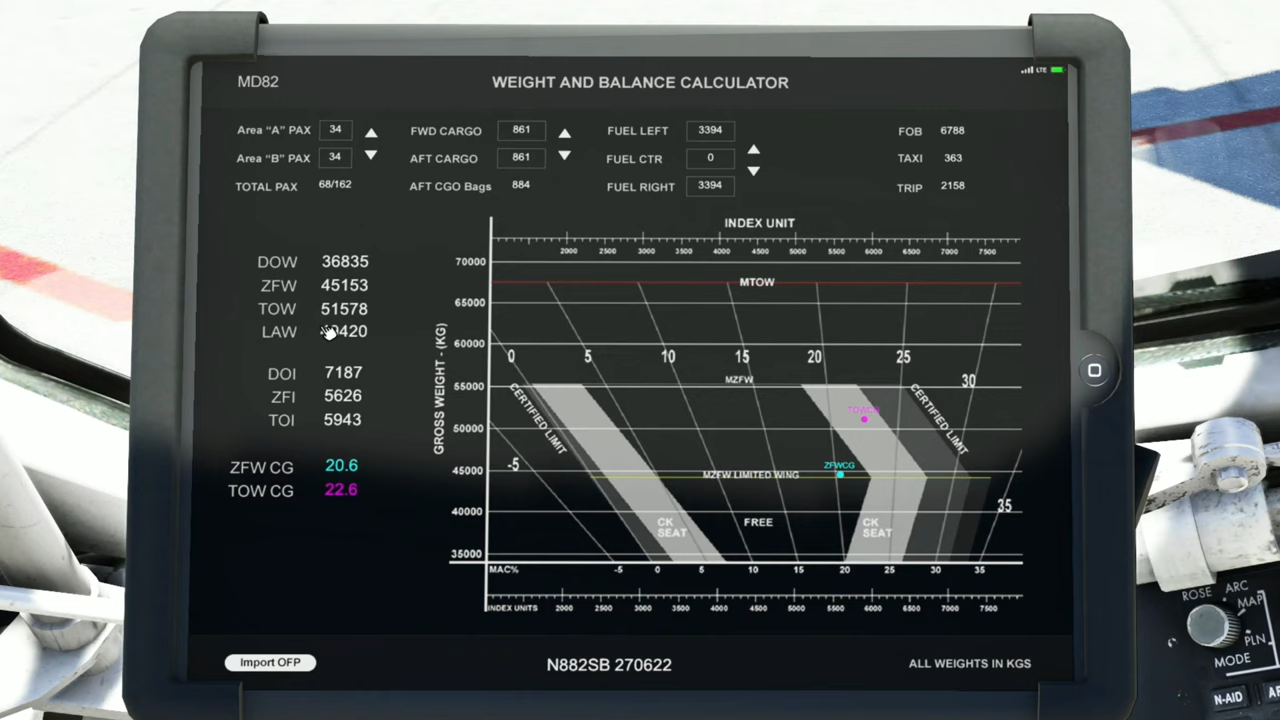 MD82 WEIGHT AND BALANCE CALCULATOR LTE
Area “A” PAX 34 FWD CARGO 861 FUEL LEFT 3394 FOB 6788
Area “B” PAX 34 AFT CARGO 861 FUEL CTR 0 TAXI 363
TOTAL PAX 68/162 AFT CGO Bags 884 FUEL RIGHT 3394 TRIP 2158
DOW 36835
ZFW 45153
TOW 51578
LAW
DOI 7187
ZFI 5626
TOI 5943
ZFW CG 20.6
TOW CG 22.6
INDEX UNIT
2000 2500 3000 3500 4000 4500 5000 5500 6000 6500 7000 7500
GROSS WEIGHT - (KG)
70000
MTOW
65000
60000
0 5 10 15 20 25 30
55000
MZFW
CERTIFIED LIMIT
CERTIFIED LIMIT
TOWCG
50000
-5
ZFWCG
45000
MZFW LIMITED WING
35
40000
CK SEAT
FREE
CK SEAT
35000
MAC% -5 0 5 10 15 20 25 30 35
INDEX UNITS 2000 2500 3000 3500 4000 4500 5000 5500 6000 6500 7000 7500
Import OFP N882SB 270622 ALL WEIGHTS IN KGS
ROSE ARC MAP PLN
MODE
N-AID